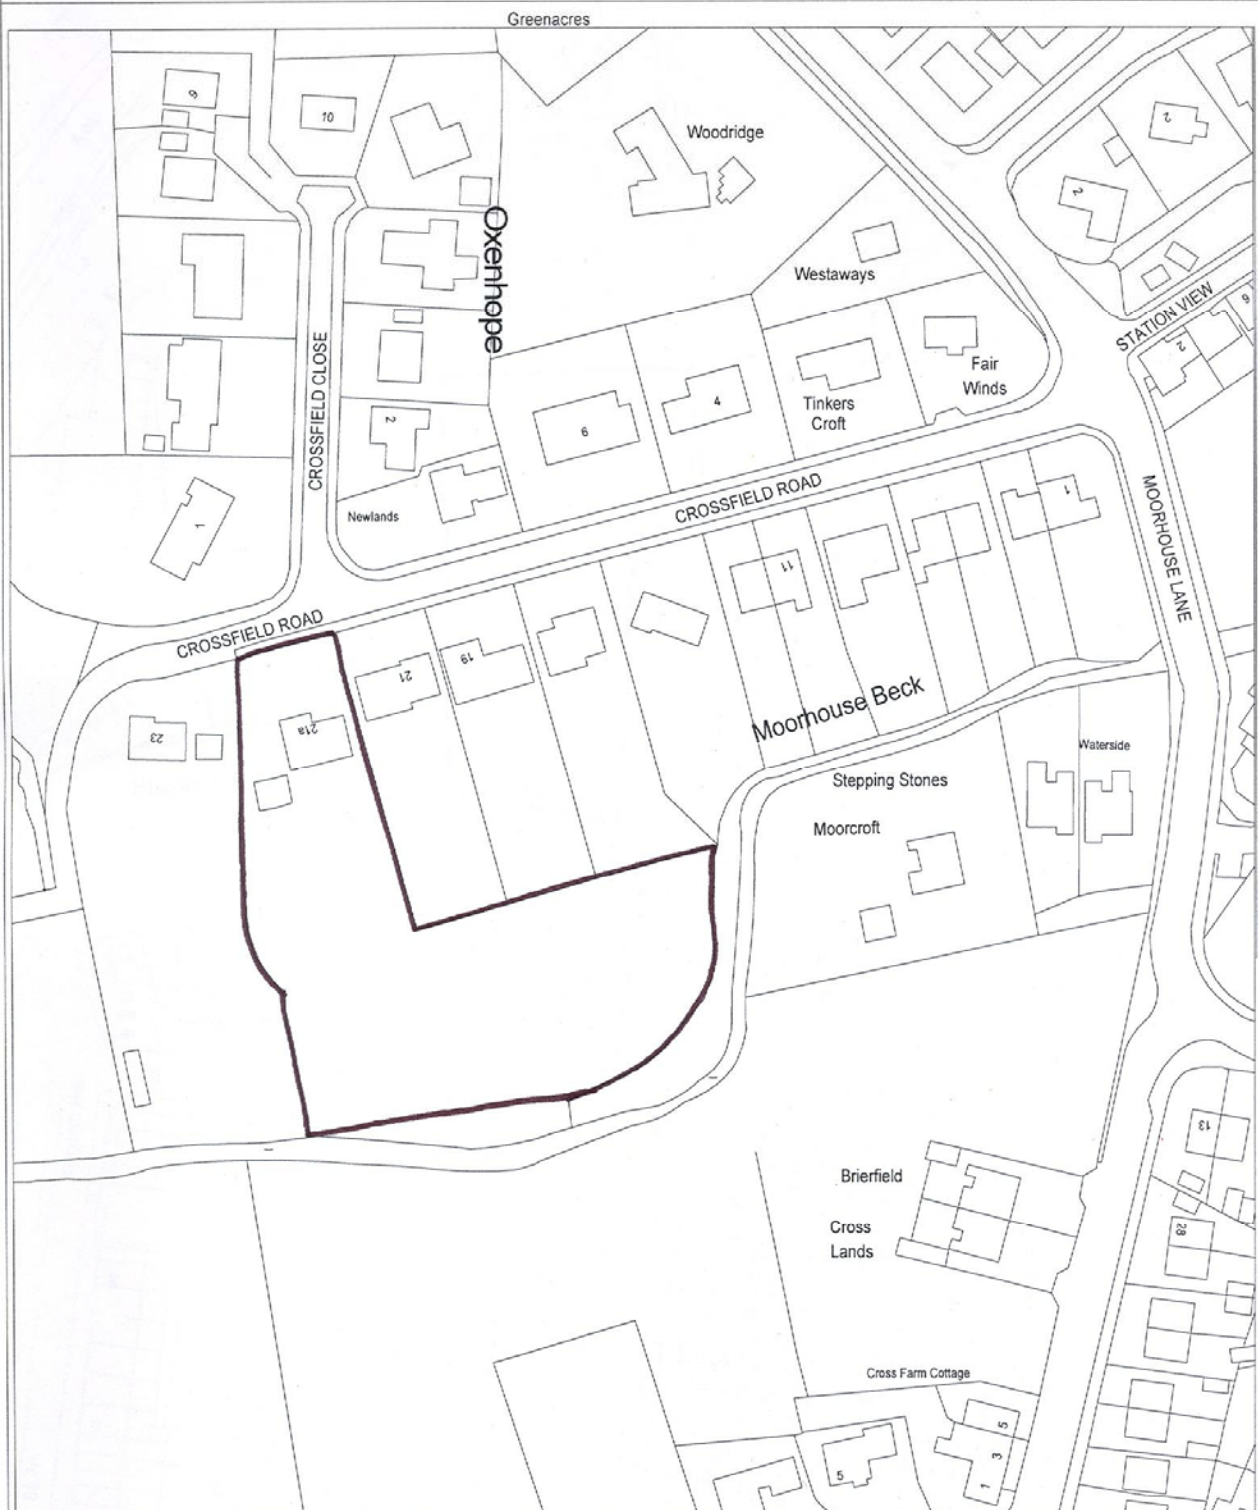 Greenacres
9
10
Woodridge
2
2
Oxenhope
Westaways
STATION VIEW
2
9
CROSSFIELD CLOSE
Fair
Winds
Tinkers
Croft
4
6
2
CROSSFIELD ROAD
MOORHOUSE LANE
1
Newlands
1
11
CROSSFIELD ROAD
19
21
21a
23
Moorhouse Beck
Waterside
Stepping Stones
Moorcroft
13
Brierfield
Cross
Lands
28
Cross Farm Cottage
5
3
1
5